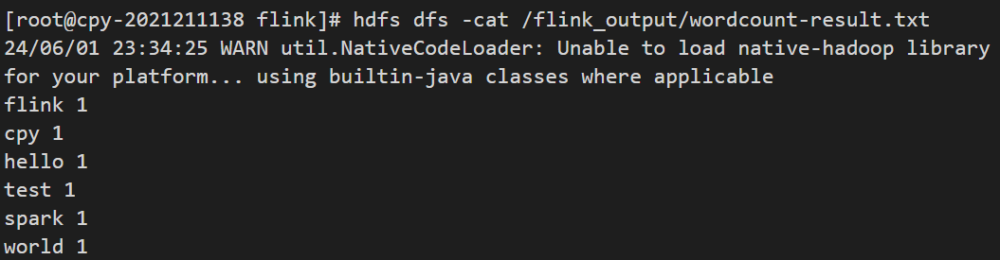 [root@cpy-2021211138 flink]# hdfs dfs -cat /flink_output/wordcount-result.txt
24/06/01 23:34:25 WARN util.NativeCodeLoader: Unable to load native-hadoop library
for your platform... using builtin-java classes where applicable
flink 1
cpy 1
hello 1
test 1
spark 1
world 1